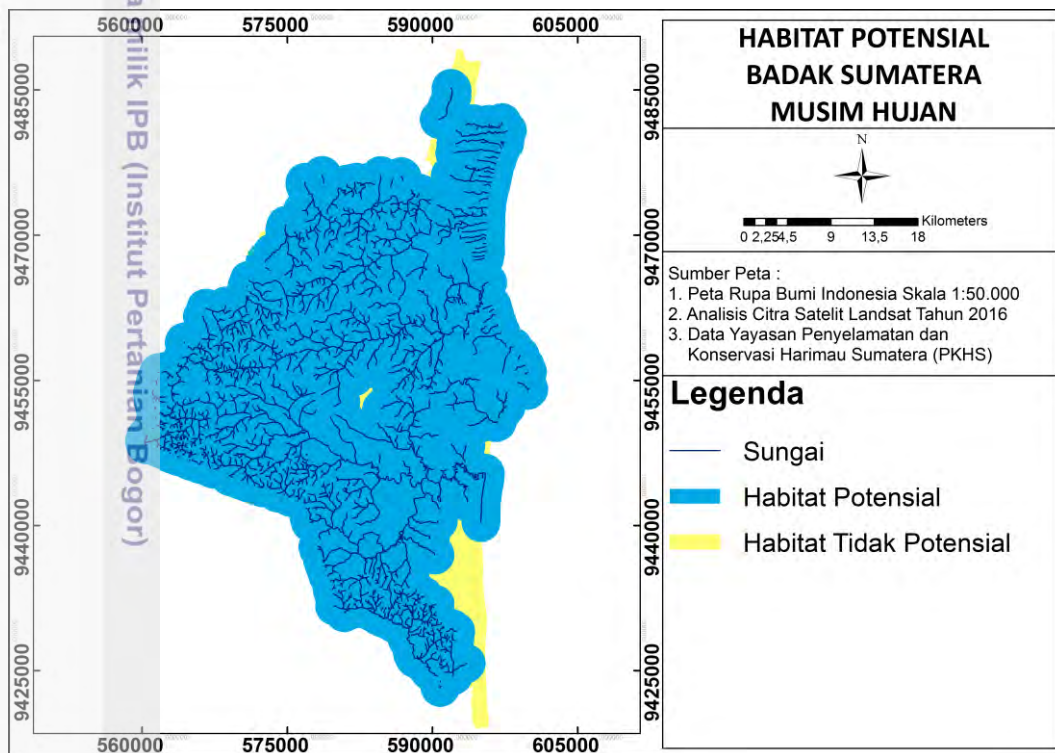 560000 575000 590000 605000
9485000
9470000
9455000
9440000
9425000
9485000
9470000
9455000
9440000
9425000
560000 575000 590000 605000
milik IPB (Institut Pertanian Bogor)
HABITAT POTENSIAL
BADAK SUMATERA
MUSIM HUJAN
N
Kilometers
0 2,254,5 9 13,5 18
Sumber Peta :
1. Peta Rupa Bumi Indonesia Skala 1:50.000
2. Analisis Citra Satelit Landsat Tahun 2016
3. Data Yayasan Penyelamatan dan
Konservasi Harimau Sumatera (PKHS)
Legenda
Sungai
Habitat Potensial
Habitat Tidak Potensial